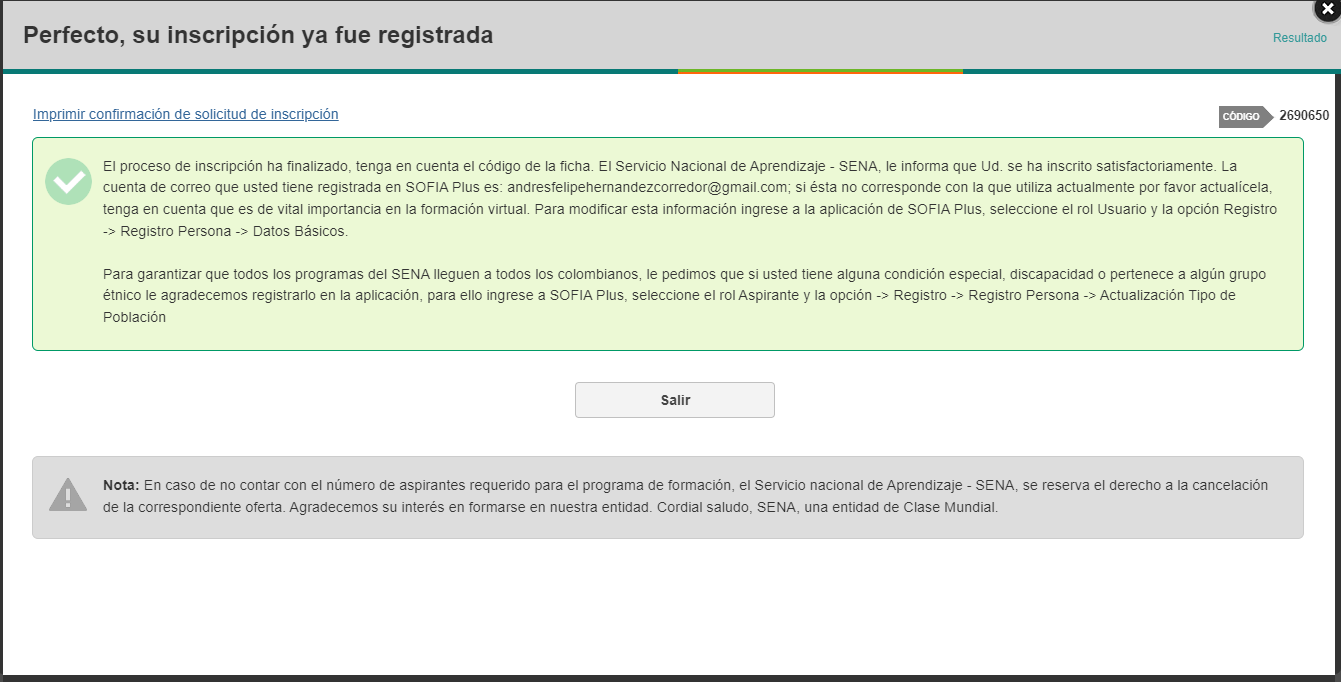 Perfecto, su inscripción ya fue registrada
Resultado
Imprimir confirmación de solicitud de inscripción
CÓDIGO 2690650
El proceso de inscripción ha finalizado, tenga en cuenta el código de la ficha. El Servicio Nacional de Aprendizaje - SENA, le informa que Ud. se ha inscrito satisfactoriamente. La
cuenta de correo que usted tiene registrada en SOFIA Plus es: andresfelipehernandezcorredor@gmail.com; si ésta no corresponde con la que utiliza actualmente por favor actualícela,
tenga en cuenta que es de vital importancia en la formación virtual. Para modificar esta información ingrese a la aplicación de SOFIA Plus, seleccione el rol Usuario y la opción Registro
-> Registro Persona -> Datos Básicos.
Para garantizar que todos los programas del SENA lleguen a todos los colombianos, le pedimos que si usted tiene alguna condición especial, discapacidad o pertenece a algún grupo
étnico le agradecemos registrarlo en la aplicación, para ello ingrese a SOFIA Plus, seleccione el rol Aspirante y la opción -> Registro -> Registro Persona -> Actualización Tipo de
Población
Salir
Nota: En caso de no contar con el número de aspirantes requerido para el programa de formación, el Servicio nacional de Aprendizaje - SENA, se reserva el derecho a la cancelación
de la correspondiente oferta. Agradecemos su interés en formarse en nuestra entidad. Cordial saludo, SENA, una entidad de Clase Mundial.